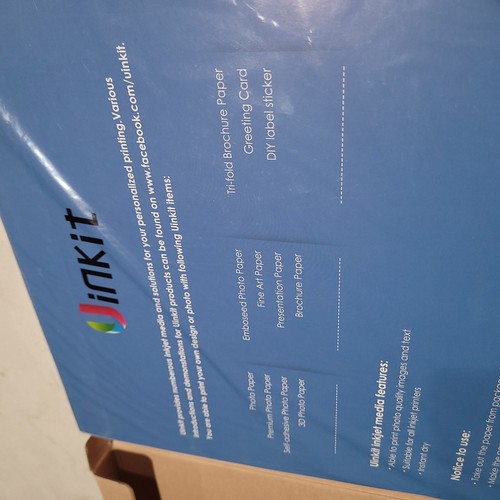 Uinkit
Uinkit provides numerous inkjet media and solutions for your personalized printing. Various
introductions and demonstations for Uinkit products can be found on www.facebook.com/uinkit.
You are able to print your own design or photo with following Uinkit items:
Photo Paper
Premium Photo Paper
Self-adhesive Photo Paper
3D Photo Paper
Embossed Photo Paper
Fine Art Paper
Presentation Paper
Brochure Paper
Tri-fold Brochure Paper
Greeting Card
DIY label sticker
Uinkit inkjet media features:
· Able to print photo quality images and text
· Suitable for all inkjet printers
· Instant dry
Notice to use:
· Take out the paper from
· Make the